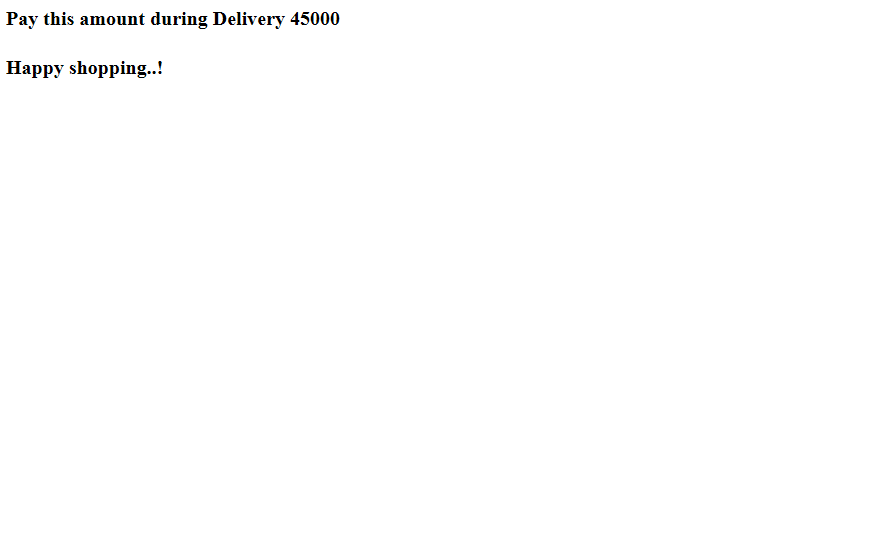 Pay this amount during Delivery 45000
Happy shopping..!